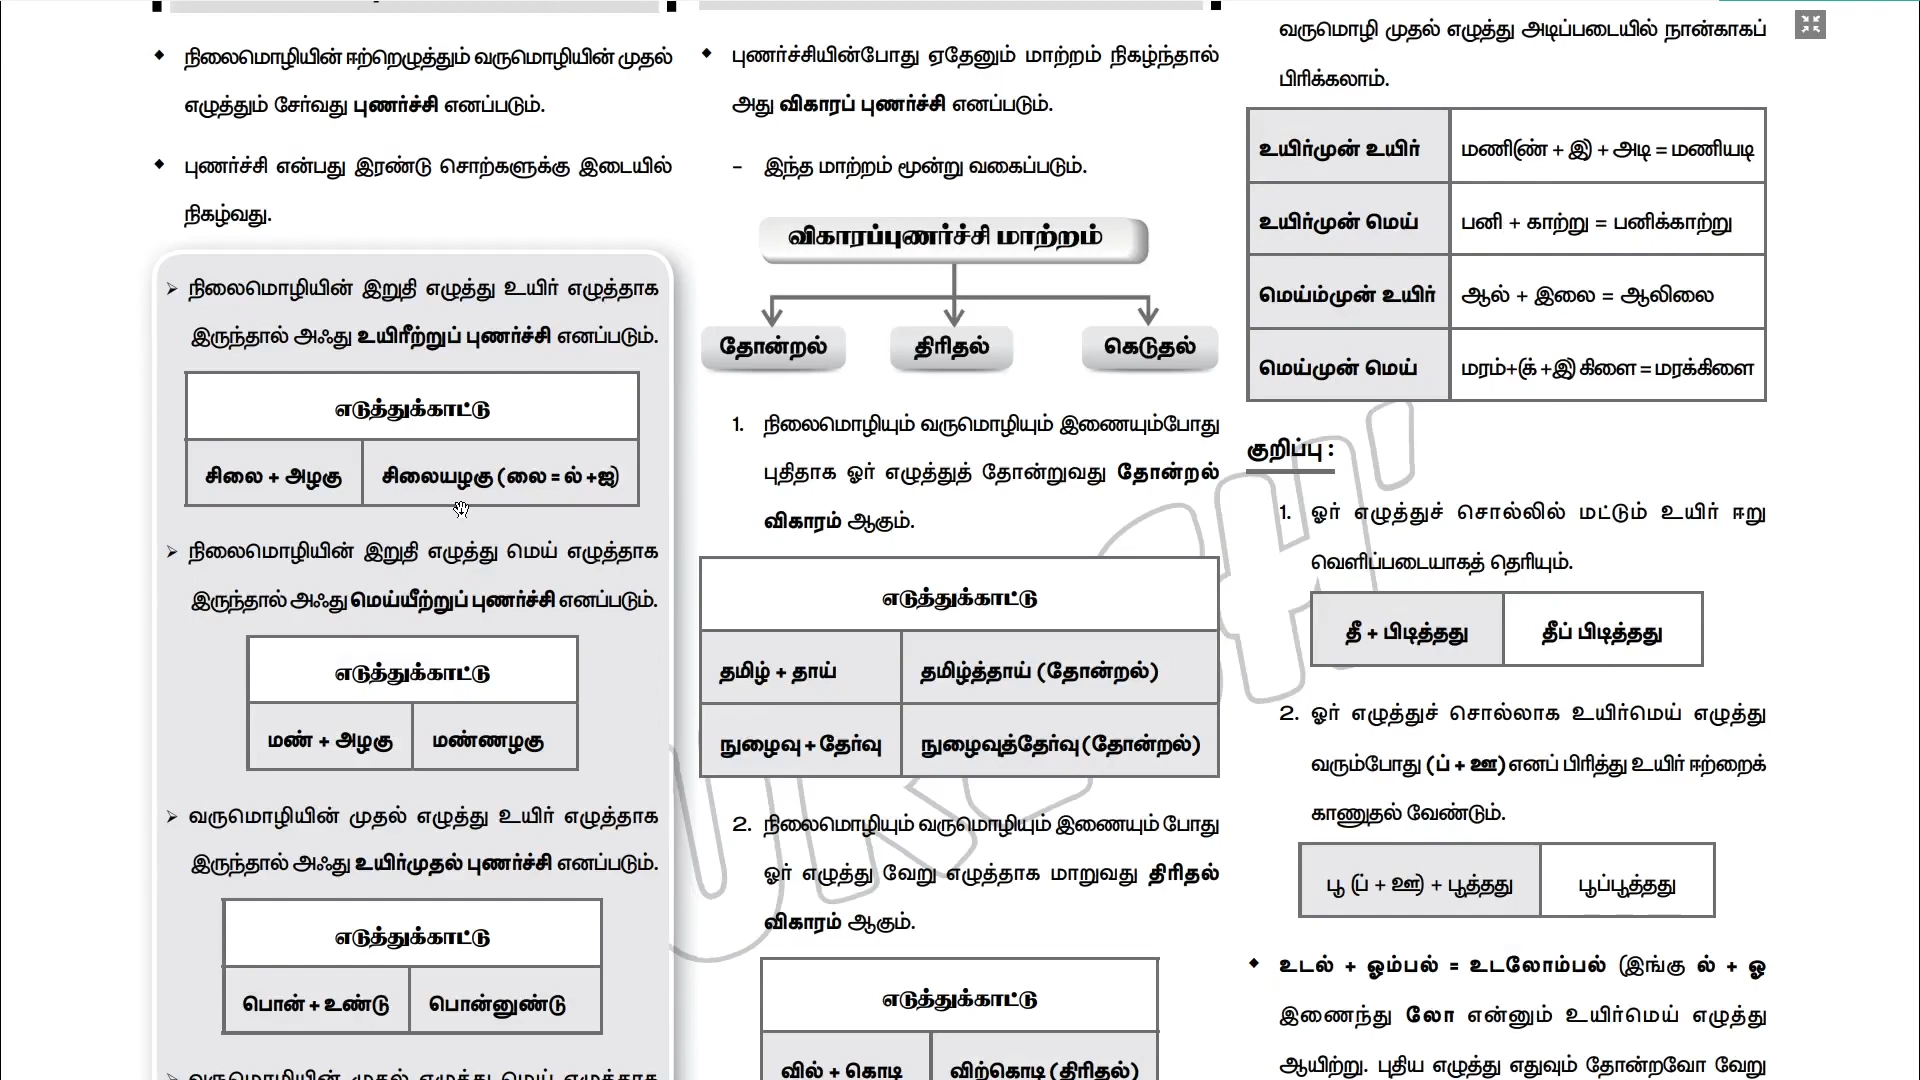 நிலைமொழியின் ஈற்றெழுத்தும் வருமொழியின் முதல்
எழுத்தும் சேர்வது புணர்ச்சி எனப்படும்.
புணர்ச்சி என்பது இரண்டு சொற்களுக்கு இடையில்
நிகழ்வது.
நிலைமொழியின் இறுதி எழுத்து உயிர் எழுத்தாக
இருந்தால் அஃது உயிரீற்றுப் புணர்ச்சி எனப்படும்.
எடுத்துக்காட்டு
சிலை + அழகு சிலையழகு (லை = ல் +ஐ)
நிலைமொழியின் இறுதி எழுத்து மெய் எழுத்தாக
இருந்தால் அஃது மெய்யீற்றுப் புணர்ச்சி எனப்படும்.
எடுத்துக்காட்டு
மண் + அழகு மண்ணழகு
வருமொழியின் முதல் எழுத்து உயிர் எழுத்தாக
இருந்தால் அஃது உயிர்முதல் புணர்ச்சி எனப்படும்.
எடுத்துக்காட்டு
பொன் + உண்டு பொன்னுண்டு
வருமொழியின் முதல் எழுத்து மெய் எழுத்தாக
புணர்ச்சியின்போது ஏதேனும் மாற்றம் நிகழ்ந்தால்
அது விகாரப் புணர்ச்சி எனப்படும்.
– இந்த மாற்றம் மூன்று வகைப்படும்.
விகாரப்புணர்ச்சி மாற்றம்
தோன்றல் திரிதல் கெடுதல்
1. நிலைமொழியும் வருமொழியும் இணையும்போது
புதிதாக ஓர் எழுத்துத் தோன்றுவது தோன்றல்
விகாரம் ஆகும்.
எடுத்துக்காட்டு
தமிழ் + தாய் தமிழ்த்தாய் (தோன்றல்)
நுழைவு + தேர்வு நுழைவுத்தேர்வு (தோன்றல்)
2. நிலைமொழியும் வருமொழியும் இணையும் போது
ஓர் எழுத்து வேறு எழுத்தாக மாறுவது திரிதல்
விகாரம் ஆகும்.
எடுத்துக்காட்டு
வில் + கொடி விற்கொடி (திரிதல்)
வருமொழி முதல் எழுத்து அடிப்படையில் நான்காகப்
பிரிக்கலாம்.
உயிர்முன் உயிர் மணி(ண் + இ) + அடி = மணியடி
உயிர்முன் மெய் பனி + காற்று = பனிக்காற்று
மெய்ம்முன் உயிர் ஆல் + இலை = ஆலிலை
மெய்முன் மெய் மரம்+(க் +இ) கிளை = மரக்கிளை
குறிப்பு :
1. ஓர் எழுத்துச் சொல்லில் மட்டும் உயிர் ஈறு
வெளிப்படையாகத் தெரியும்.
தீ + பிடித்தது தீப் பிடித்தது
2. ஓர் எழுத்துச் சொல்லாக உயிர்மெய் எழுத்து
வரும்போது (ப் + ஊ) எனப் பிரித்து உயிர் ஈற்றைக்
காணுதல் வேண்டும்.
பூ (ப் + ஊ) + பூத்தது பூப்பூத்தது
உடல் + ஓம்பல் = உடலோம்பல் (இங்கு ல் + ஓ
இணைந்து லோ என்னும் உயிர்மெய் எழுத்து
ஆயிற்று. புதிய எழுத்து எதுவும் தோன்றவோ வேறு